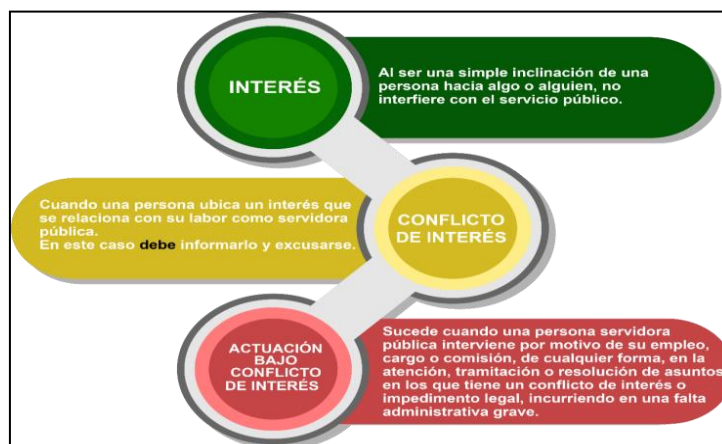 INTERÉS
Al ser una simple inclinación de una
persona hacia algo o alguien, no
interfiere con el servicio público.
Cuando una persona ubica un interés que
se relaciona con su labor como servidora
pública.
En este caso debe informarlo y excusarse.
CONFLICTO
DE INTERÉS
ACTUACIÓN
BAJO
CONFLICTO
DE INTERÉS
Sucede cuando una persona servidora
pública interviene por motivo de su empleo,
cargo o comisión, de cualquier forma, en la
atención, tramitación o resolución de asuntos
en los que tiene un conflicto de interés o
impedimento legal, incurriendo en una falta
administrativa grave.